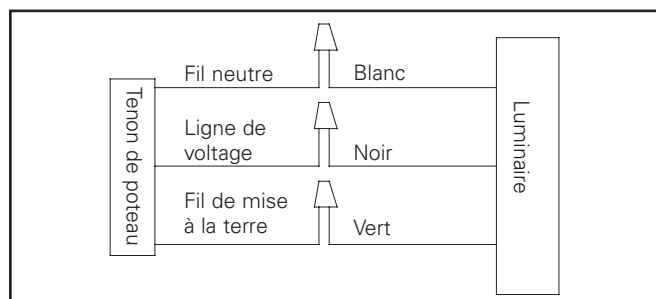 Tenon de poteau
Fil neutre
Blanc
Ligne de
voltage
Noir
Fil de mise
à la terre
Vert
Luminaire